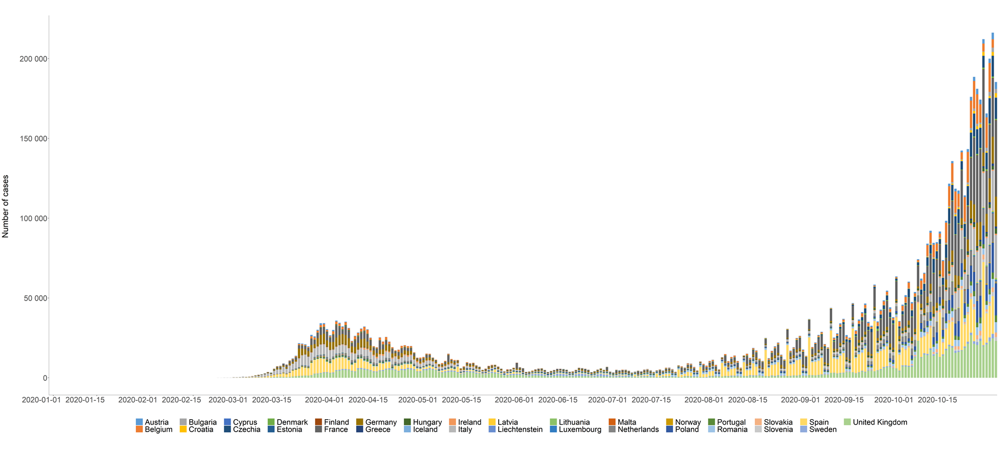 Number of cases
200 000
150 000
100 000
50 000
0
2020-01-01 2020-01-15 2020-02-01 2020-02-15 2020-03-01 2020-03-15 2020-04-01 2020-04-15 2020-05-01 2020-05-15 2020-06-01 2020-06-15 2020-07-01 2020-07-15 2020-08-01 2020-08-15 2020-09-01 2020-09-15 2020-10-01 2020-10-15
Austria Bulgaria Cyprus Denmark Finland Germany Hungary Ireland Latvia Lithuania Malta Norway Portugal Slovakia Spain United Kingdom
Belgium Croatia Czechia Estonia France Greece Iceland Italy Liechtenstein Luxembourg Netherlands Poland Romania Slovenia Sweden